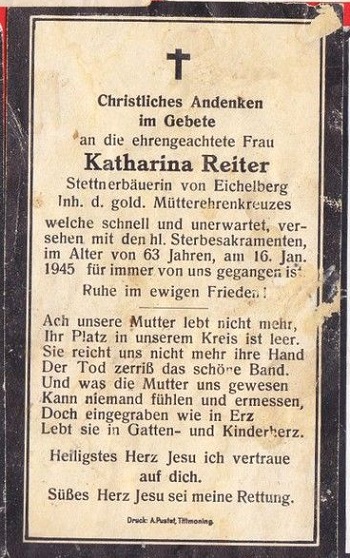 Christliches Andenken
im Gebete
an die ehrengeachtete Frau
Katharina Reiter
Stettnerbäuerin von Eichelberg
Inh. d. gold. Mütterehrenkreuzes
welche schnell und unerwartet, ver-
sehen mit den hl. Sterbesakramenten,
im Alter von 63 Jahren, am 16. Jan.
1945 für immer von uns gegangen ist
Ruhe im ewigen Frieden!
Ach unsere Mutter lebt nicht mehr,
Ihr Platz in unserem Kreis ist leer.
Sie reicht uns nicht mehr ihre Hand
Der Tod zerriß das schöne Band.
Und was die Mutter uns gewesen
Kann niemand fühlen und ermessen,
Doch eingegraben wie in Erz
Lebt sie in Gatten- und Kinderherz.
Heiligstes Herz Jesu ich vertraue
auf dich.
Süßes Herz Jesu sei meine Rettung.
Druck: A. Pustet, Tittmoning.